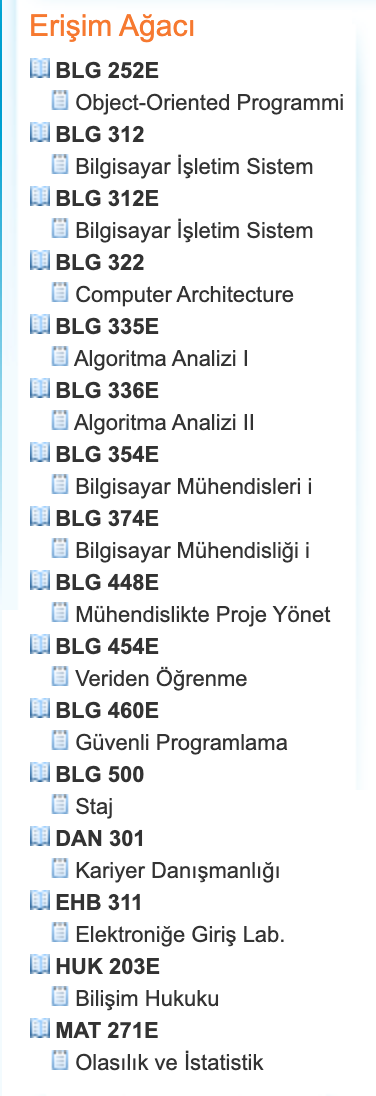 Erişim Ağacı
BLG 252E
Object-Oriented Programmi
BLG 312
Bilgisayar İşletim Sistem
BLG 312E
Bilgisayar İşletim Sistem
BLG 322
Computer Architecture
BLG 335E
Algoritma Analizi I
BLG 336E
Algoritma Analizi II
BLG 354E
Bilgisayar Mühendisleri i
BLG 374E
Bilgisayar Mühendisliği i
BLG 448E
Mühendislikte Proje Yönet
BLG 454E
Veriden Öğrenme
BLG 460E
Güvenli Programlama
BLG 500
Staj
DAN 301
Kariyer Danışmanlığı
EHB 311
Elektroniğe Giriş Lab.
HUK 203E
Bilişim Hukuku
MAT 271E
Olasılık ve İstatistik